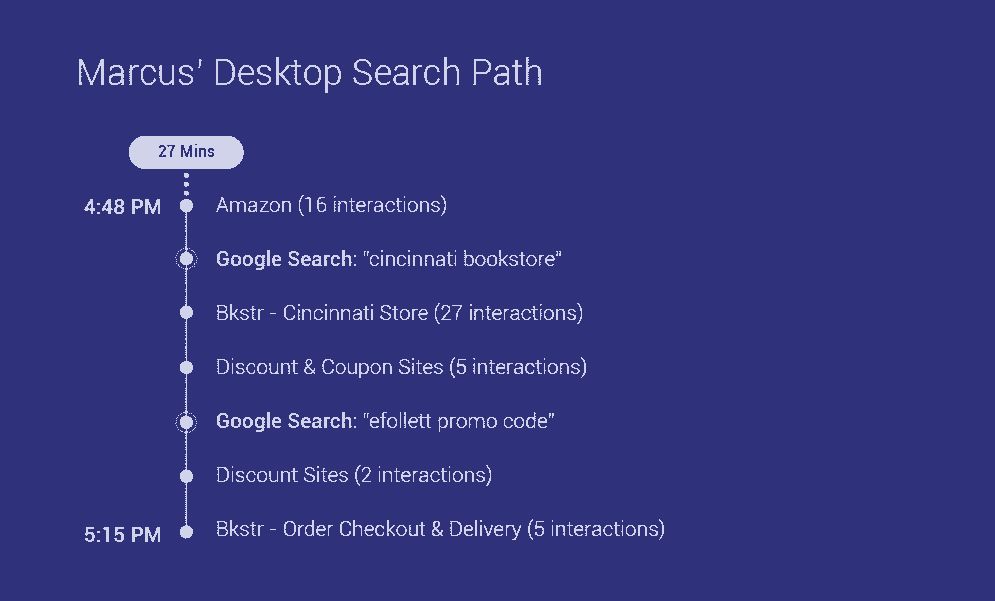 Marcus' Desktop Search Path
27 Mins
4:48 PM Amazon (16 interactions)
Google Search: "cincinnati bookstore"
Bkstr - Cincinnati Store (27 interactions)
Discount & Coupon Sites (5 interactions)
Google Search: "efollett promo code"
Discount Sites (2 interactions)
5:15 PM Bkstr - Order Checkout & Delivery (5 interactions)